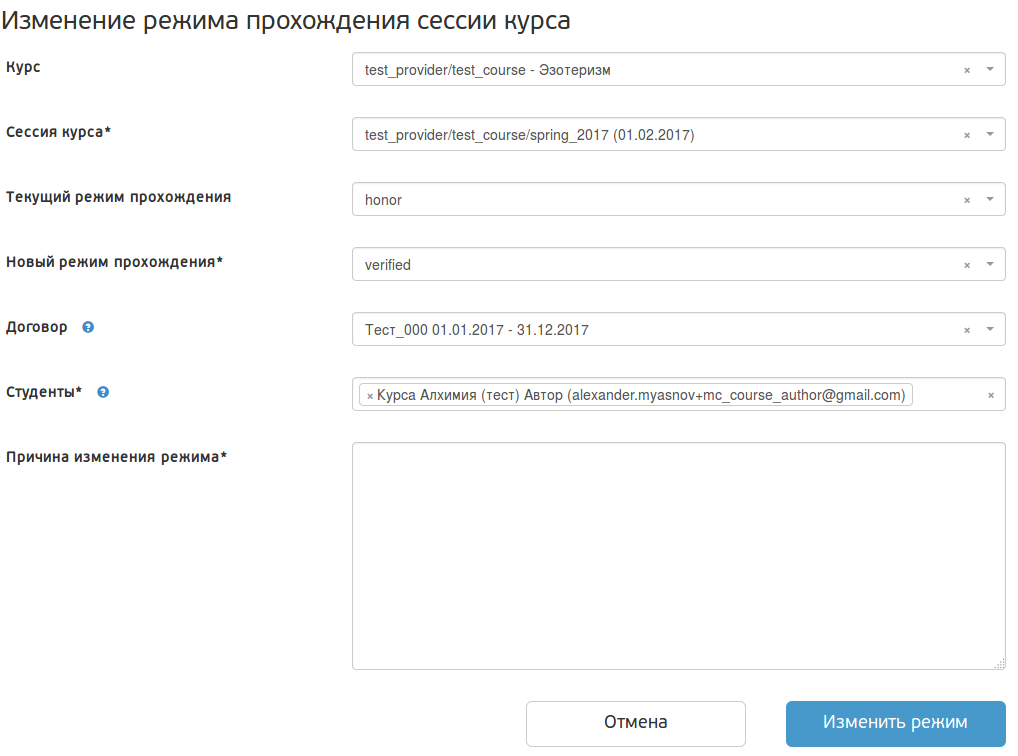 Изменение режима прохождения сессии курса
Курс
test_provider/test_course - Эзотеризм
Сессия курса*
test_provider/test_course/spring_2017 (01.02.2017)
Текущий режим прохождения
honor
Новый режим прохождения*
verified
Договор
Тест_000 01.01.2017 - 31.12.2017
Студенты*
× Курса Алхимия (тест) Автор (alexander.myasnov+mc_course_author@gmail.com)
Причина изменения режима*
Отмена
Изменить режим